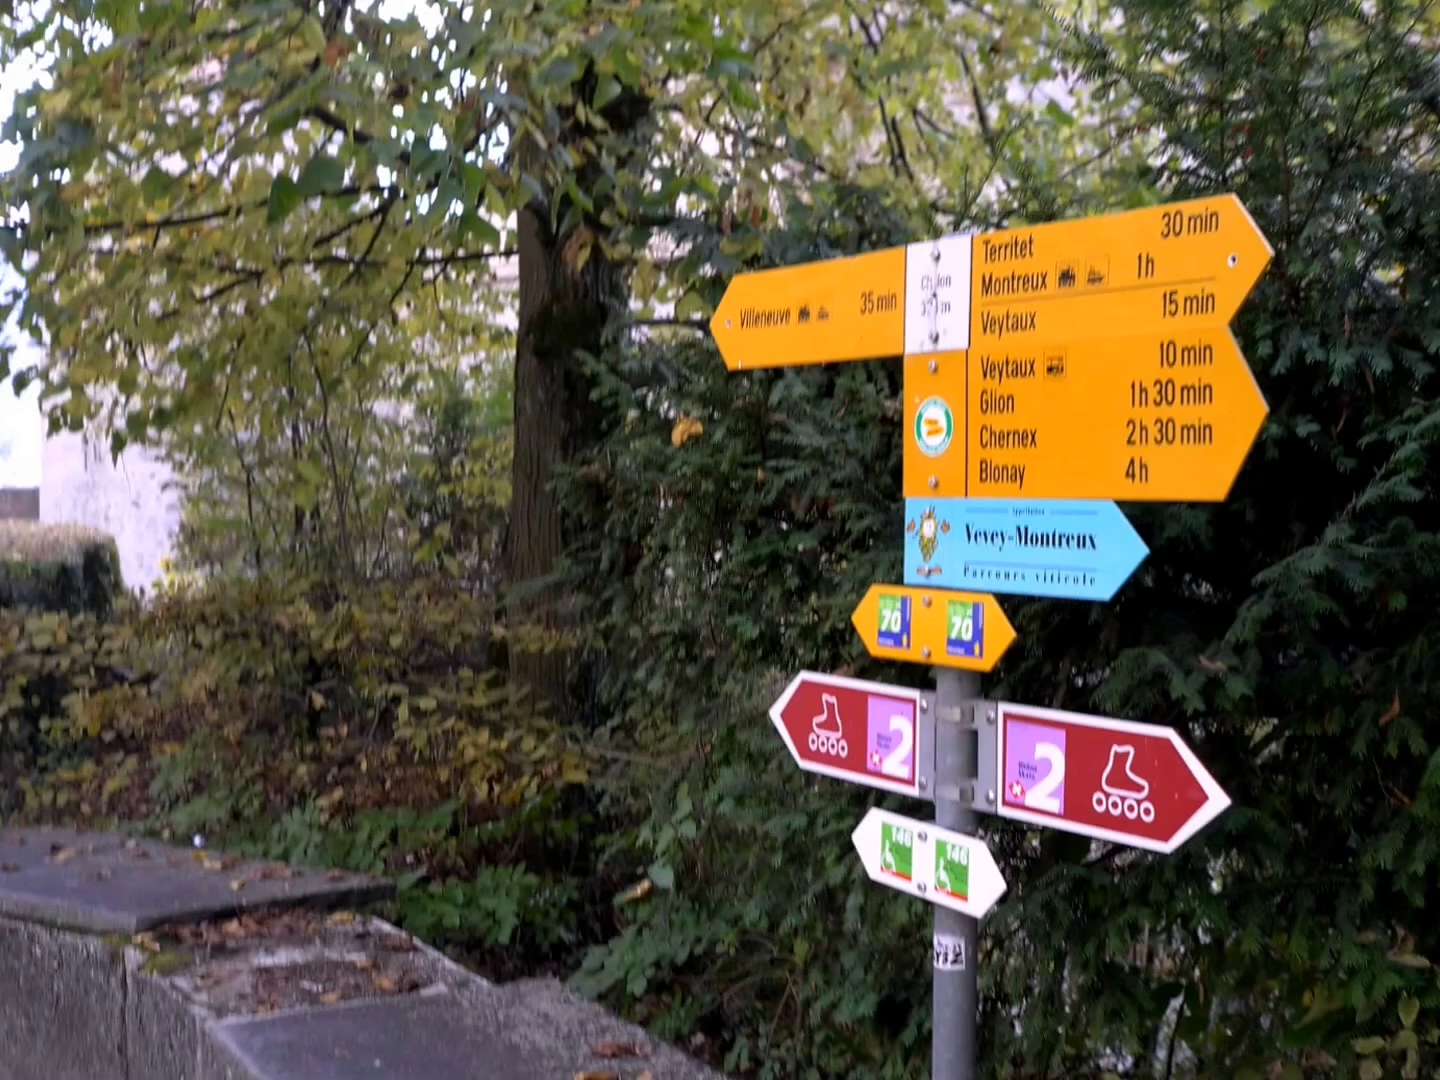 Territet 30 min
Montreux 1h
Veytaux 15 min
Villeneuve 35 min
Veytaux 10 min
Glion 1h 30 min
Chernex 2h 30 min
Blonay 4h
Appellation
Vevey-Montreux
Parcours viticole
70
70
2
2
146
146